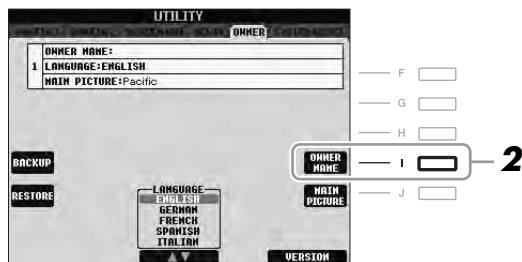 UTILITY
OWNER
OWNER NAME:
1 LANGUAGE:ENGLISH
MAIN PICTURE:Pacific
F
G
H
BACKUP
OWNER NAME
I
2
RESTORE
LANGUAGE
ENGLISH
GERMAN
FRENCH
SPANISH
ITALIAN
MAIN PICTURE
J
VERSION